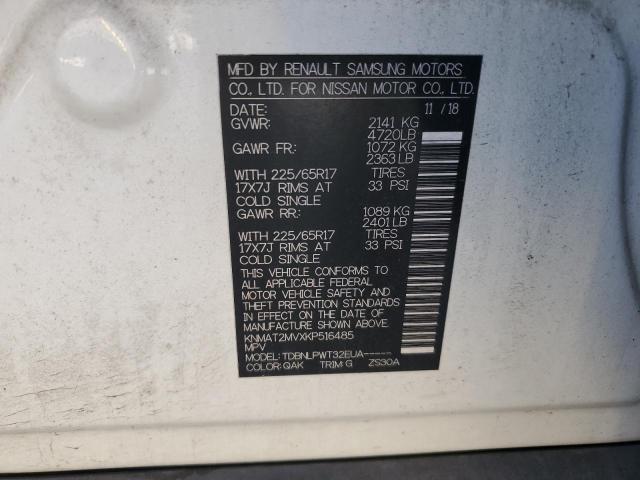 MFD BY RENAULT SAMSUNG MOTORS
CO., LTD. FOR NISSAN MOTOR CO., LTD.
DATE: 11 / 18
GVWR: 2141 KG
4720LB
GAWR FR: 1072 KG
2363 LB
WITH 225/65R17 TIRES
17X7J RIMS AT 33 PSI
COLD SINGLE
GAWR RR: 1089 KG
2401 LB
WITH 225/65R17 TIRES
17X7J RIMS AT 33 PSI
COLD SINGLE
THIS VEHICLE CONFORMS TO
ALL APPLICABLE FEDERAL
MOTOR VEHICLE SAFETY AND
THEFT PREVENTION STANDARDS
IN EFFECT ON THE DATE OF
MANUFACTURE SHOWN ABOVE.
KNMAT2MVXKP516485
MPV
MODEL: TDBNLPWT32EUA-----
COLOR: QAK TRIM: G ZS30A